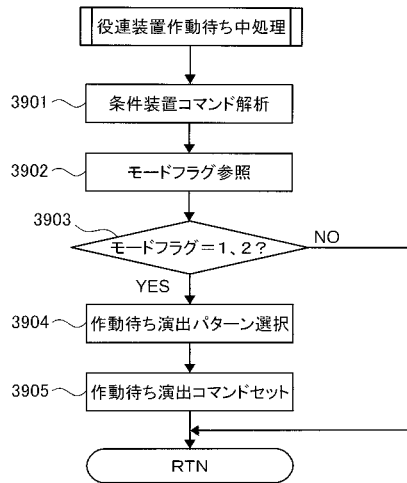 役連装置作動待ち中処理
3901
条件装置コマンド解析
3902
モードフラグ参照
3903
モードフラグ＝１、２？
NO
YES
3904
作動待ち演出パターン選択
3905
作動待ち演出コマンドセット
RTN